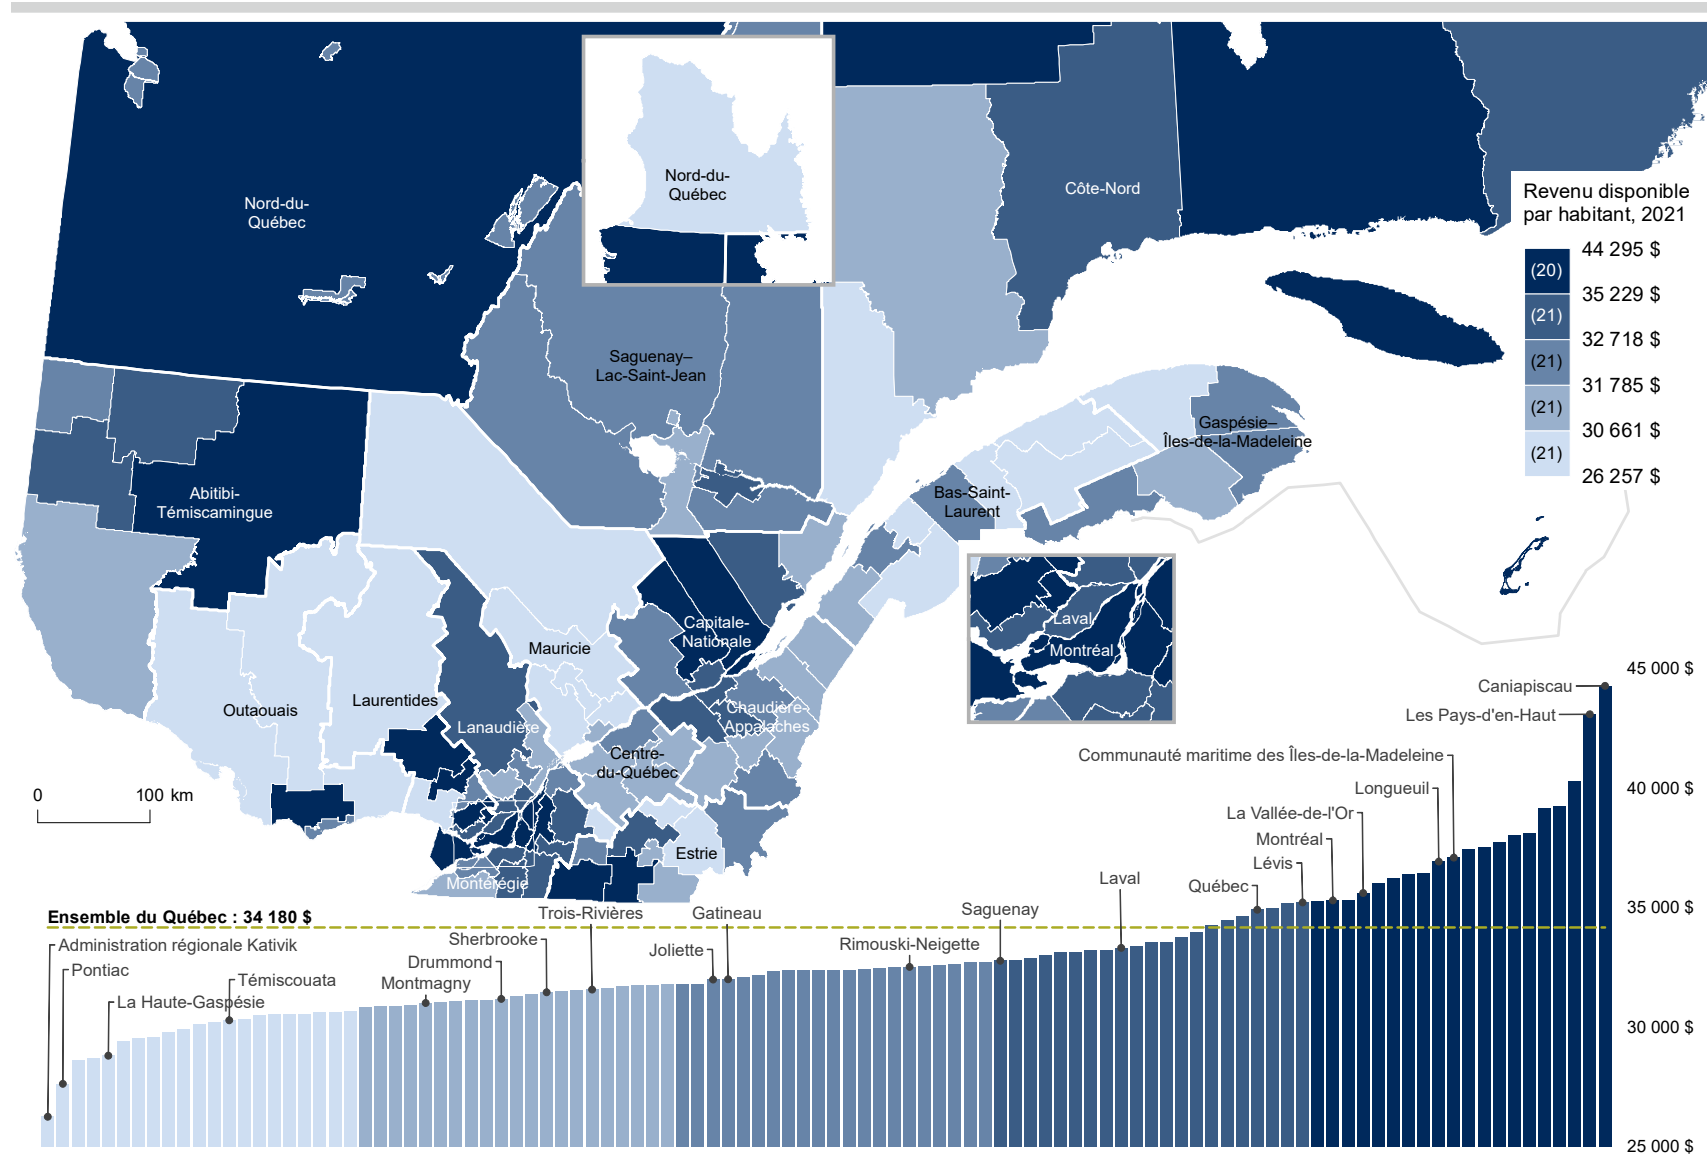 Nord-du-
Québec
Nord-du-
Québec
Côte-Nord
Revenu disponible
par habitant, 2021
44 295 $
(20)
35 229 $
(21)
32 718 $
(21)
31 785 $
(21)
30 661 $
(21)
26 257 $
Saguenay–
Lac-Saint-Jean
Gaspésie–
Îles-de-la-Madeleine
Abitibi-
Témiscamingue
Bas-Saint-
Laurent
Capitale-
Nationale
Mauricie
Laval
Montréal
Outaouais
Laurentides
Lanaudière
Chaudière-
Appalaches
Centre-
du-Québec
Estrie
Montérégie
0 100 km
45 000 $
Caniapiscau
Les Pays-d'en-Haut
Communauté maritime des Îles-de-la-Madeleine
40 000 $
Longueuil
La Vallée-de-l'Or
Montréal
Lévis
Laval
Québec
35 000 $
Ensemble du Québec : 34 180 $
Trois-Rivières
Gatineau
Saguenay
Administration régionale Kativik
Sherbrooke
Joliette
Rimouski-Neigette
Pontiac
Drummond
Témiscouata
Montmagny
La Haute-Gaspésie
30 000 $
25 000 $